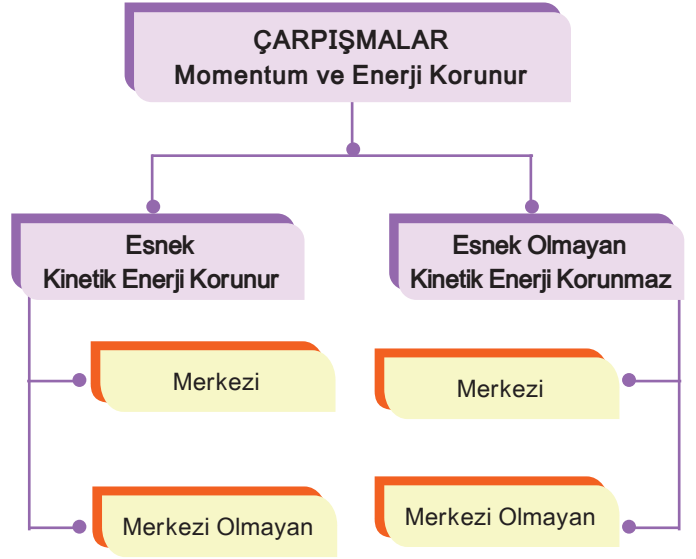 ÇARPIŞMALAR
Momentum ve Enerji Korunur
Esnek
Kinetik Enerji Korunur
Esnek Olmayan
Kinetik Enerji Korunmaz
Merkezi
Merkezi
Merkezi Olmayan
Merkezi Olmayan